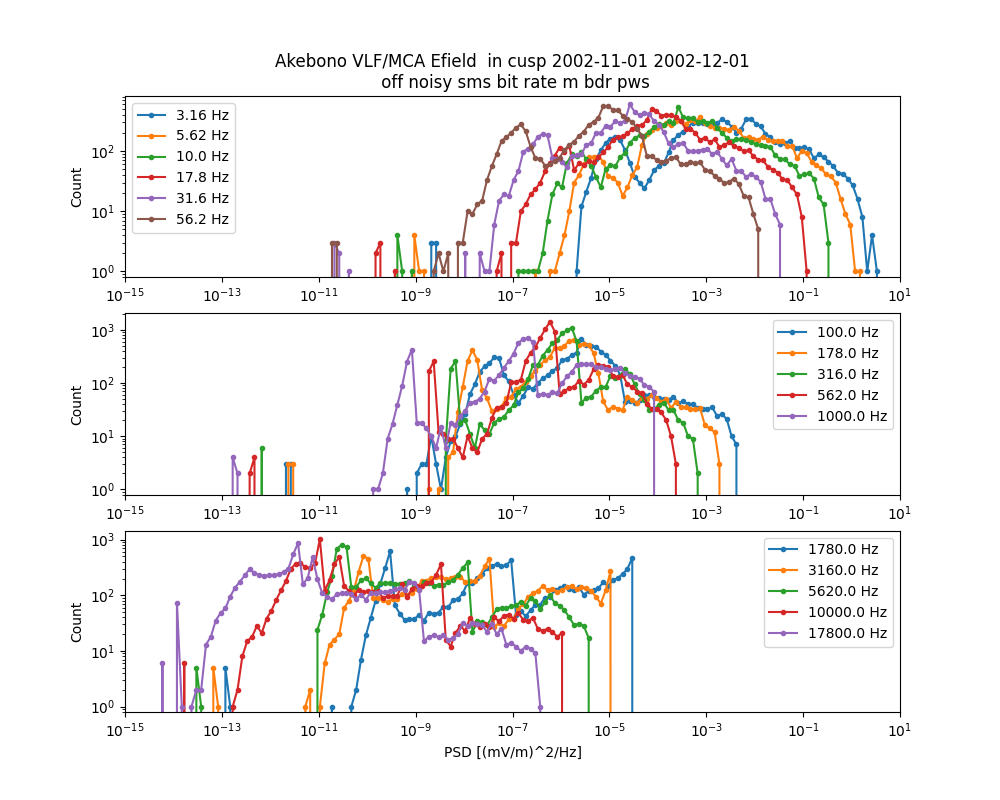 Akebono VLF/MCA Efield  in cusp 2002-11-01 2002-12-01
off noisy sms bit rate m bdr pws
Count
10^2
10^1
10^0
3.16 Hz
5.62 Hz
10.0 Hz
17.8 Hz
31.6 Hz
56.2 Hz
10^-15 10^-13 10^-11 10^-9 10^-7 10^-5 10^-3 10^-1 10^1
Count
10^3
10^2
10^1
10^0
100.0 Hz
178.0 Hz
316.0 Hz
562.0 Hz
1000.0 Hz
10^-15 10^-13 10^-11 10^-9 10^-7 10^-5 10^-3 10^-1 10^1
Count
10^3
10^2
10^1
10^0
1780.0 Hz
3160.0 Hz
5620.0 Hz
10000.0 Hz
17800.0 Hz
10^-15 10^-13 10^-11 10^-9 10^-7 10^-5 10^-3 10^-1 10^1
PSD [(mV/m)^2/Hz]